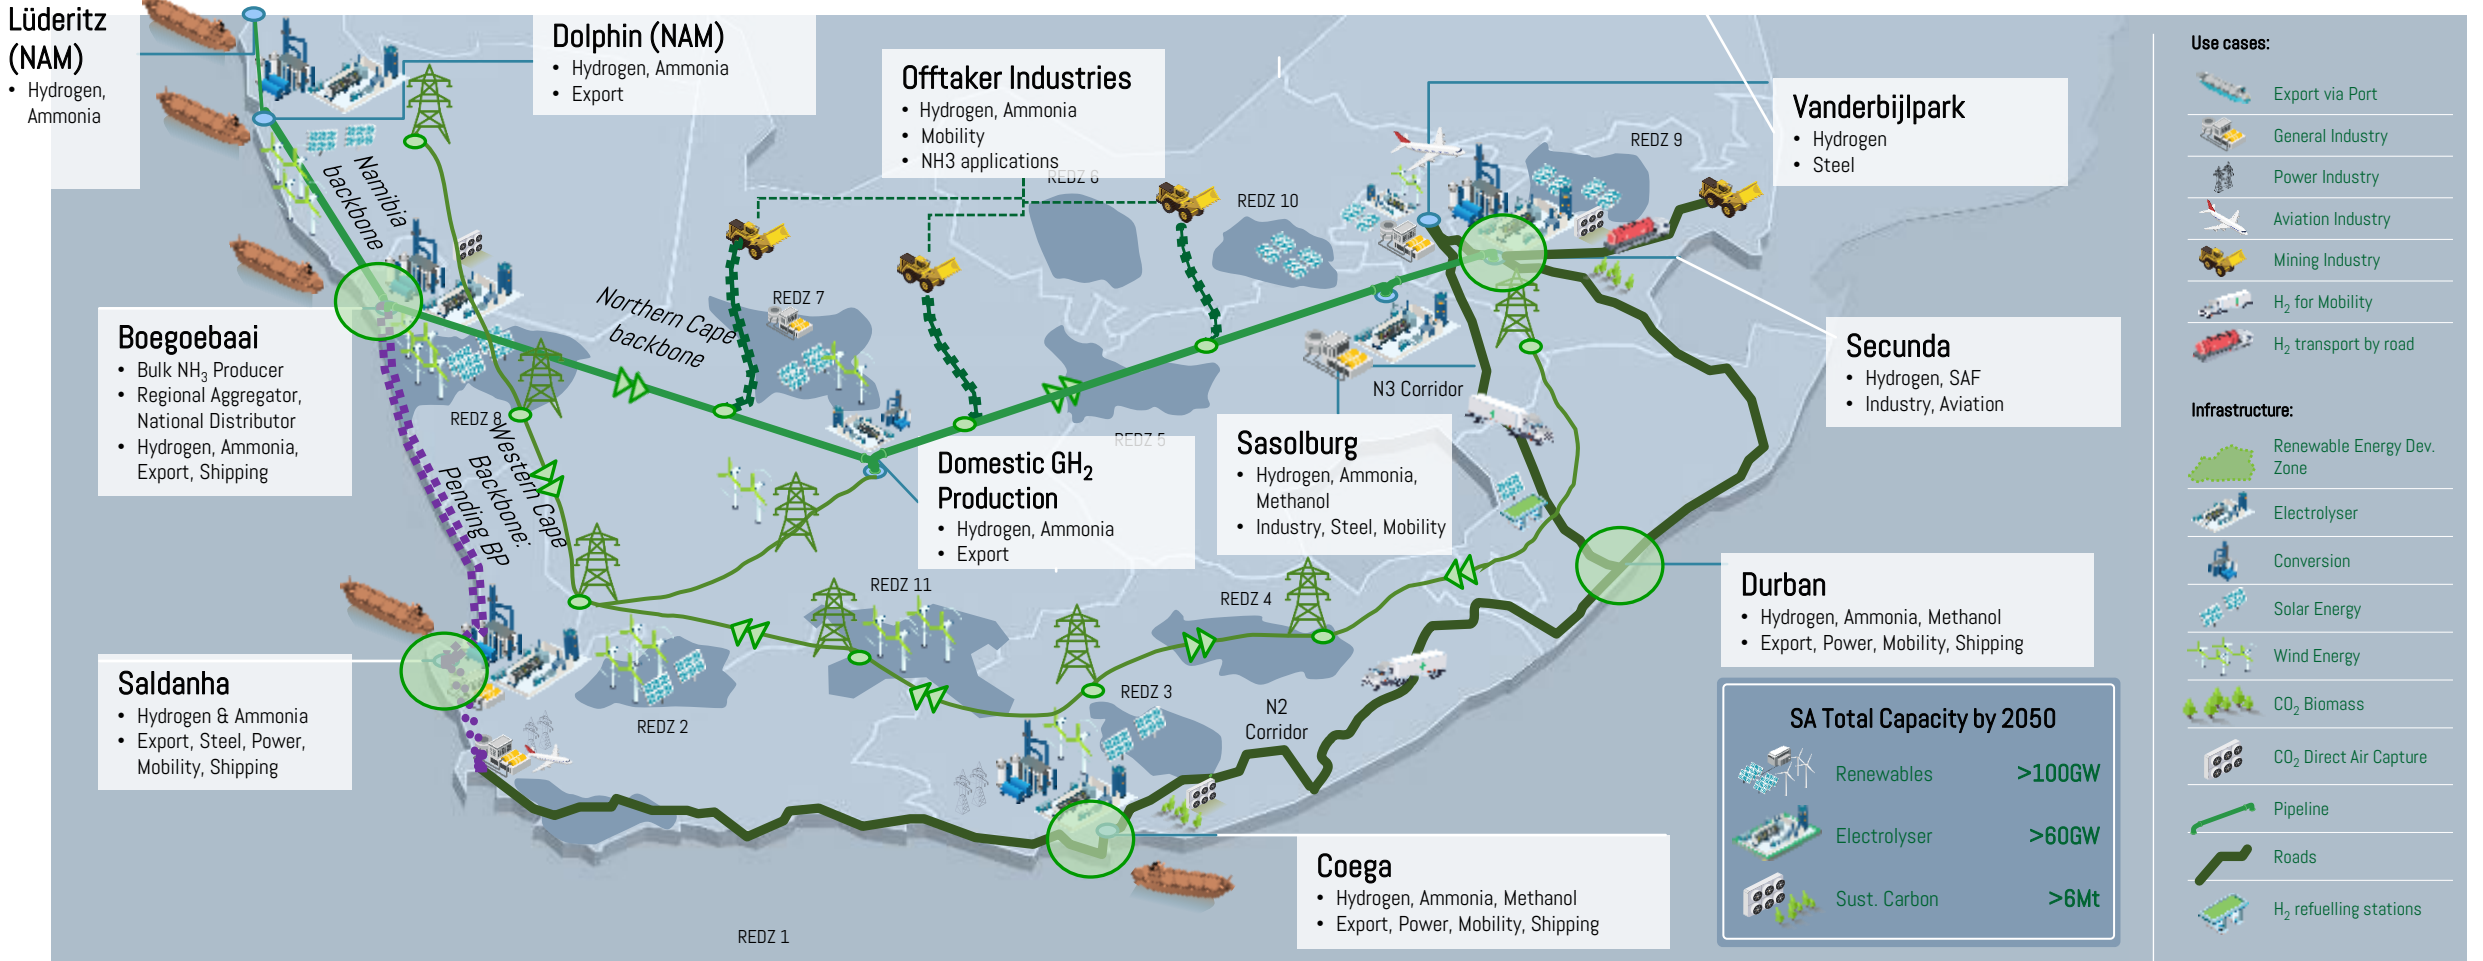 Lüderitz
(NAM)
• Hydrogen,
Ammonia
Dolphin (NAM)
• Hydrogen, Ammonia
• Export
Offtaker Industries
• Hydrogen, Ammonia
• Mobility
• NH3 applications
Vanderbijlpark
• Hydrogen
• Steel
REDZ 6
REDZ 9
REDZ 10
Namibia
backbone
Northern Cape
backbone
REDZ 7
Boegoebaai
• Bulk NH3 Producer
• Regional Aggregator,
National Distributor
• Hydrogen, Ammonia,
Export, Shipping
REDZ 8
Western Cape
Backbone:
Pending BP
REDZ 5
N3 Corridor
Secunda
• Hydrogen, SAF
• Industry, Aviation
Domestic GH2
Production
• Hydrogen, Ammonia
• Export
Sasolburg
• Hydrogen, Ammonia,
Methanol
• Industry, Steel, Mobility
REDZ 11
REDZ 4
Durban
• Hydrogen, Ammonia, Methanol
• Export, Power, Mobility, Shipping
Saldanha
• Hydrogen & Ammonia
• Export, Steel, Power,
Mobility, Shipping
REDZ 2
REDZ 3
N2
Corridor
SA Total Capacity by 2050
Renewables >100GW
Electrolyser >60GW
Sust. Carbon >6Mt
Coega
• Hydrogen, Ammonia, Methanol
• Export, Power, Mobility, Shipping
REDZ 1
Use cases:
Export via Port
General Industry
Power Industry
Aviation Industry
Mining Industry
H2 for Mobility
H2 transport by road
Infrastructure:
Renewable Energy Dev.
Zone
Electrolyser
Conversion
Solar Energy
Wind Energy
CO2 Biomass
CO2 Direct Air Capture
Pipeline
Roads
H2 refuelling stations